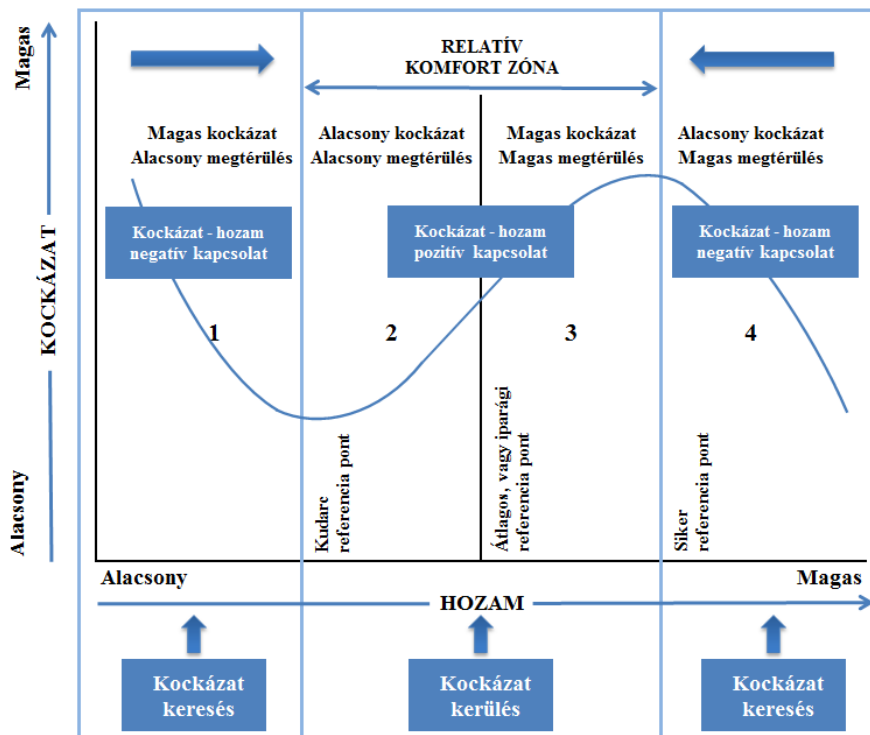 Magas
KOCKÁZAT
Alacsony
RELATÍV
KOMFORT ZÓNA
Magas kockázat
Alacsony megtérülés
Alacsony kockázat
Alacsony megtérülés
Magas kockázat
Magas megtérülés
Alacsony kockázat
Magas megtérülés
Kockázat - hozam
negatív kapcsolat
Kockázat - hozam
pozitív kapcsolat
Kockázat - hozam
negatív kapcsolat
1
2
3
4
Kudarc
referencia pont
Átlagos, vagy iparági
referencia pont
Siker
referencia pont
Alacsony
Magas
HOZAM
Kockázat
keresés
Kockázat
kerülés
Kockázat
keresés